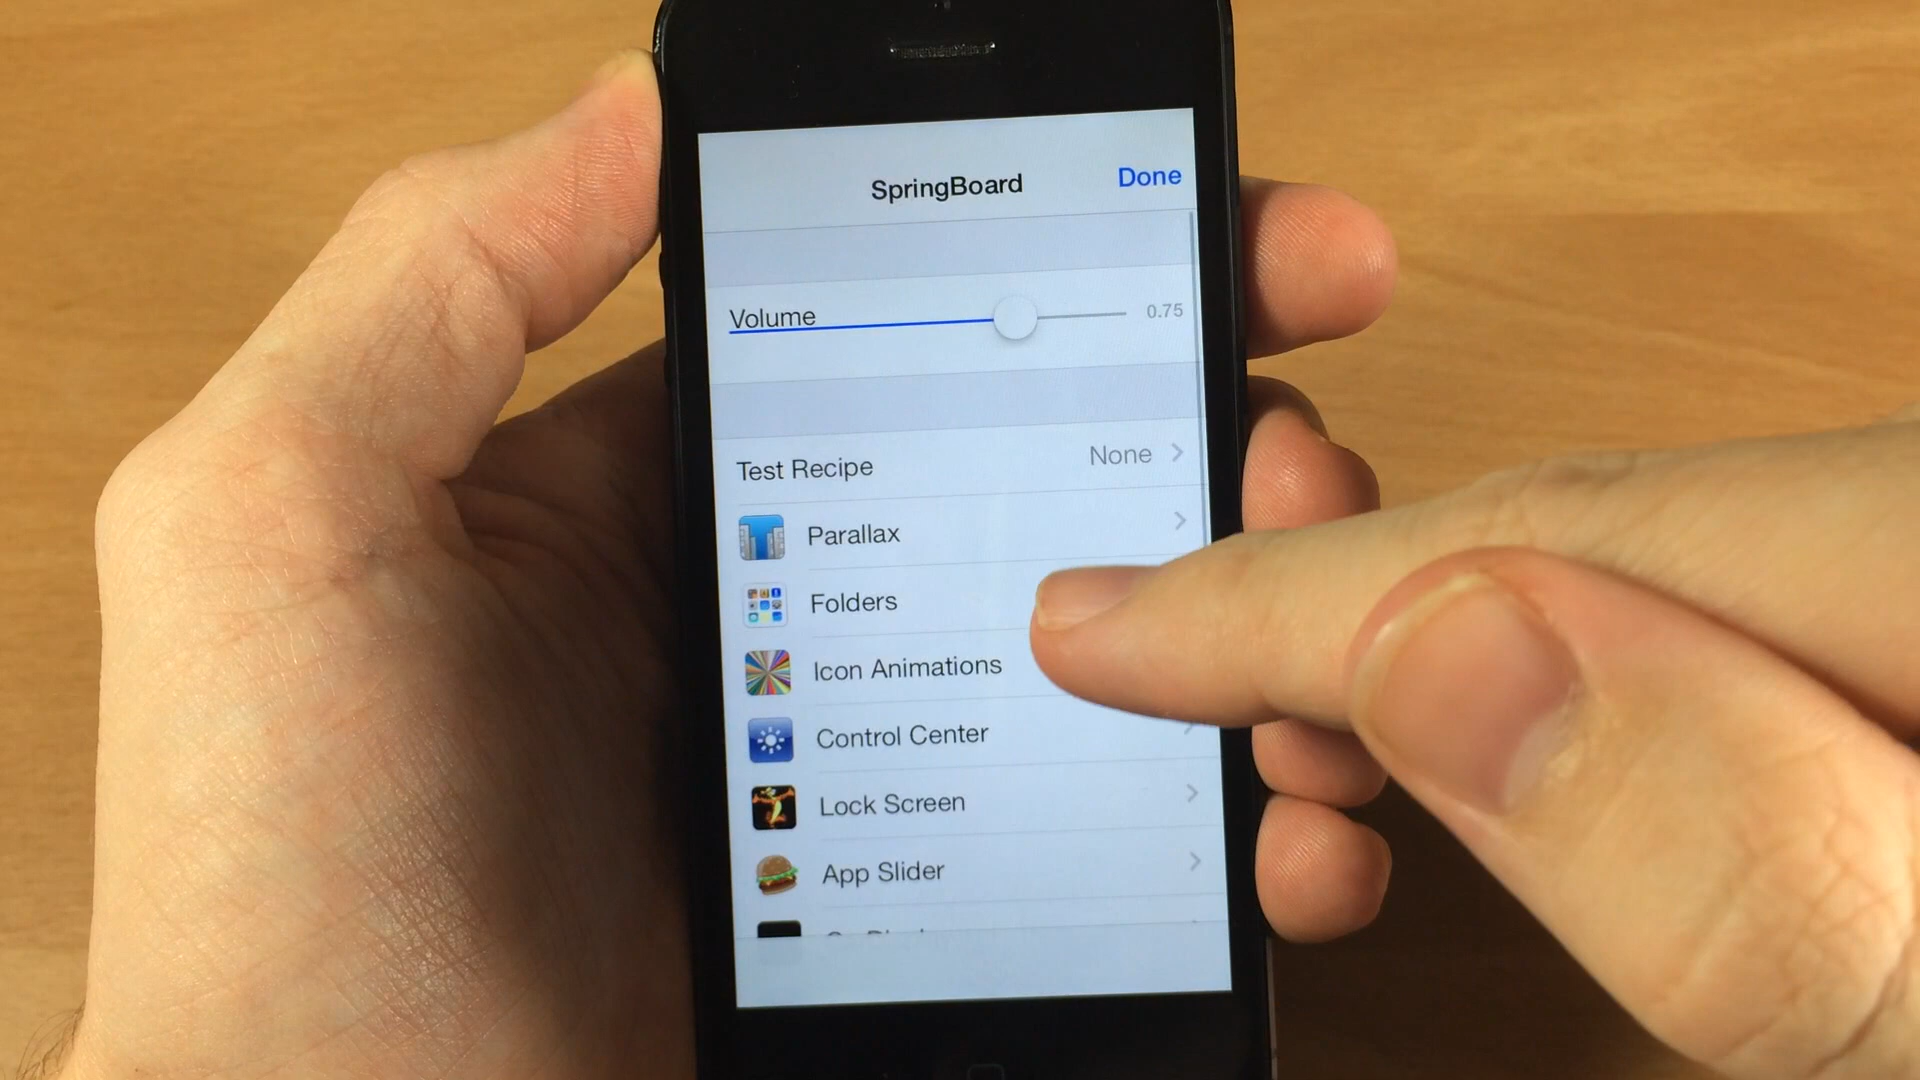 SpringBoard
Done
Volume
0.75
Test Recipe
None
Parallax
Folders
Icon Animations
Control Center
Lock Screen
App Slider